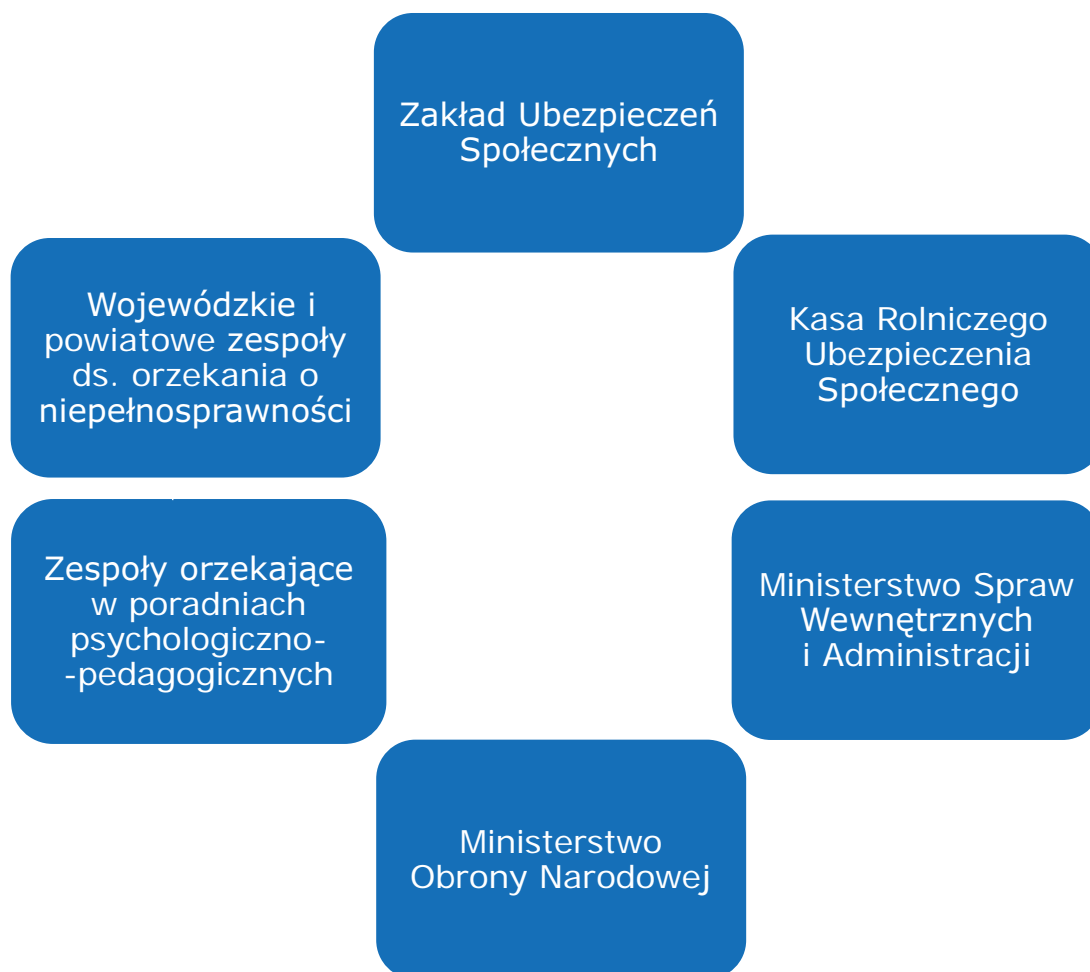 Zakład Ubezpieczeń
Społecznych
Kasa Rolniczego
Ubezpieczenia
Społecznego
Ministerstwo Spraw
Wewnętrznych
i Administracji
Ministerstwo
Obrony Narodowej
Zespoły orzekające
w poradniach
psychologiczno-
-pedagogicznych
Wojewódzkie i
powiatowe zespoły
ds. orzekania o
niepełnosprawności